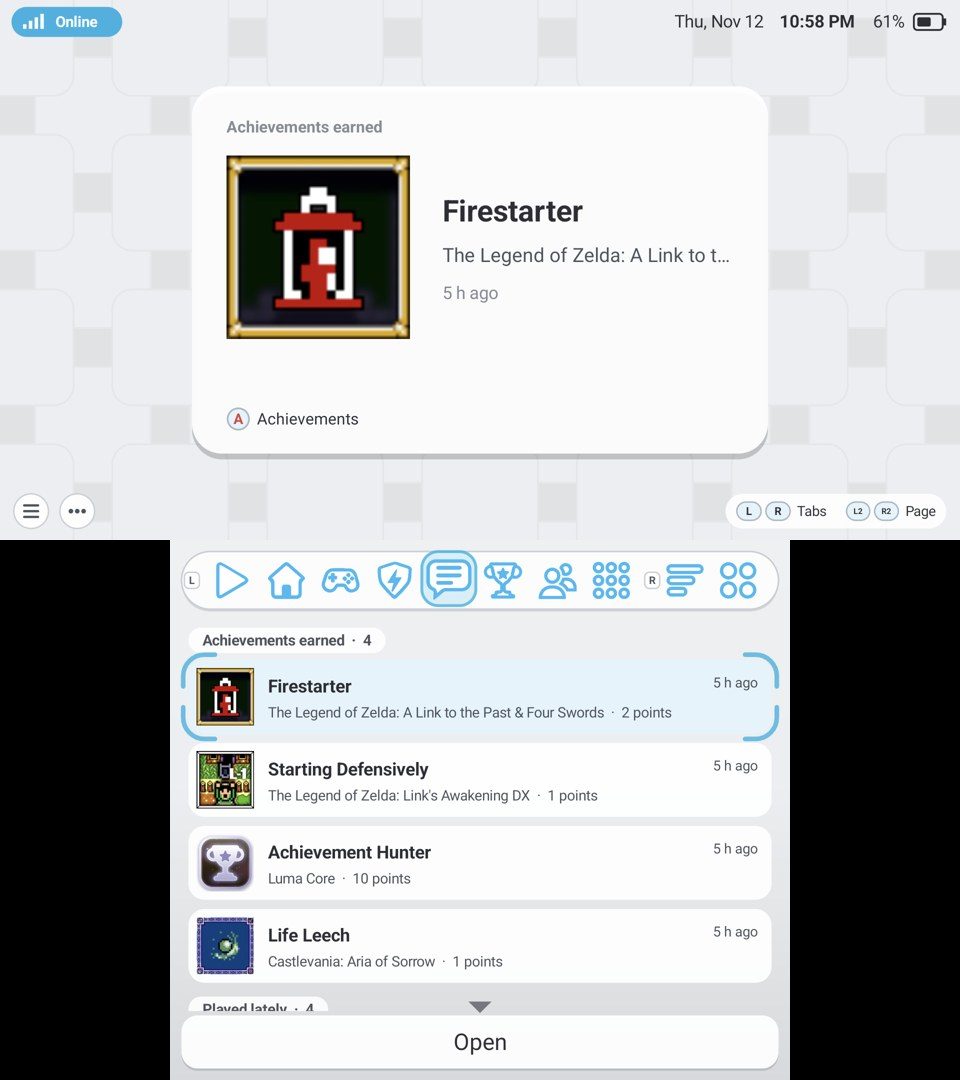 Online
Thu, Nov 12 10:58 PM 61%
Achievements earned
Firestarter
The Legend of Zelda: A Link to t...
5 h ago
A Achievements
L R Tabs L2 R2 Page
L R
Achievements earned · 4
Firestarter 5 h ago
The Legend of Zelda: A Link to the Past & Four Swords · 2 points
Starting Defensively 5 h ago
The Legend of Zelda: Link's Awakening DX · 1 points
Achievement Hunter 5 h ago
Luma Core · 10 points
Life Leech 5 h ago
Castlevania: Aria of Sorrow · 1 points
Played lately · 4
Open